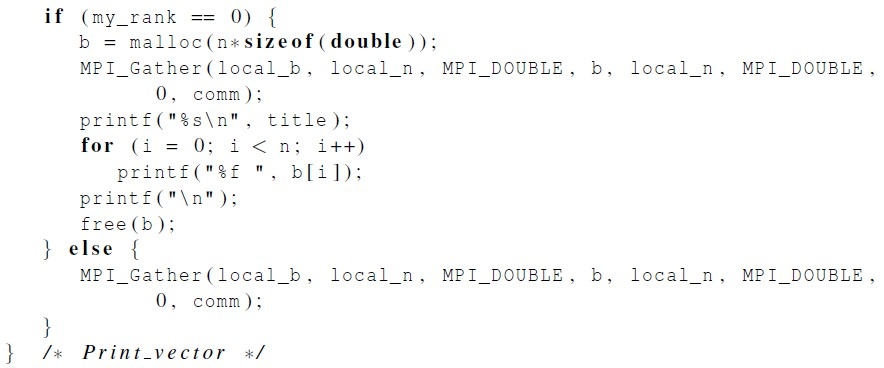 if (my_rank == 0) {
b = malloc(n*sizeof(double));
MPI_Gather(local_b, local_n, MPI_DOUBLE, b, local_n, MPI_DOUBLE,
0, comm);
printf("%s\n", title);
for (i = 0; i < n; i++)
printf("%f ", b[i]);
printf("\n");
free(b);
} else {
MPI_Gather(local_b, local_n, MPI_DOUBLE, b, local_n, MPI_DOUBLE,
0, comm);
}
} /* Print_vector */